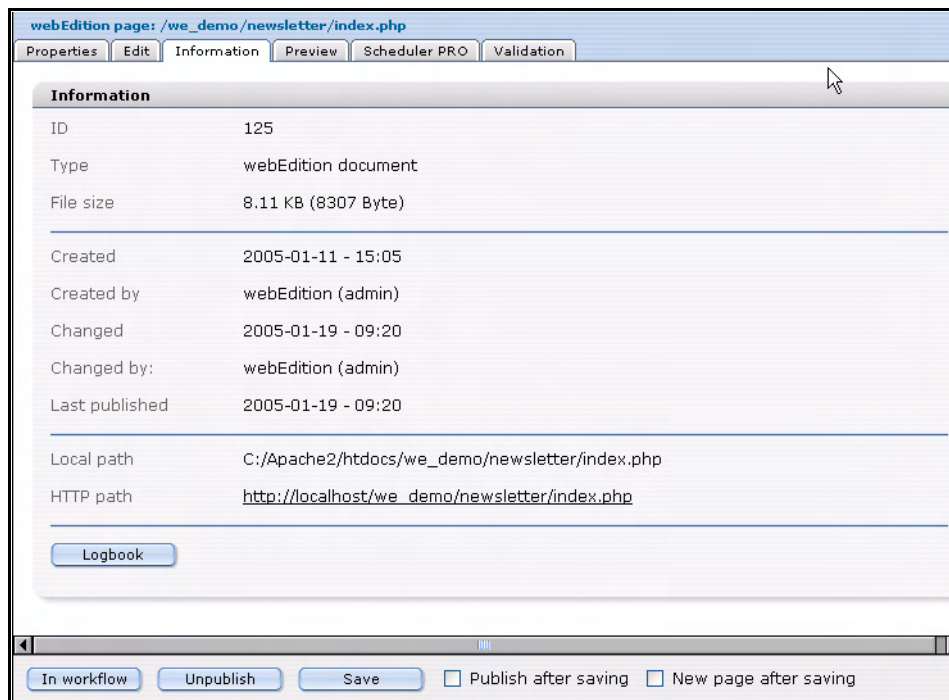 webEdition page: /we_demo/newsletter/index.php
Properties Edit Information Preview Scheduler PRO Validation
Information
ID 125
Type webEdition document
File size 8.11 KB (8307 Byte)
Created 2005-01-11 - 15:05
Created by webEdition (admin)
Changed 2005-01-19 - 09:20
Changed by: webEdition (admin)
Last published 2005-01-19 - 09:20
Local path C:/Apache2/htdocs/we_demo/newsletter/index.php
HTTP path http://localhost/we_demo/newsletter/index.php
Logbook
In workflow Unpublish Save Publish after saving New page after saving